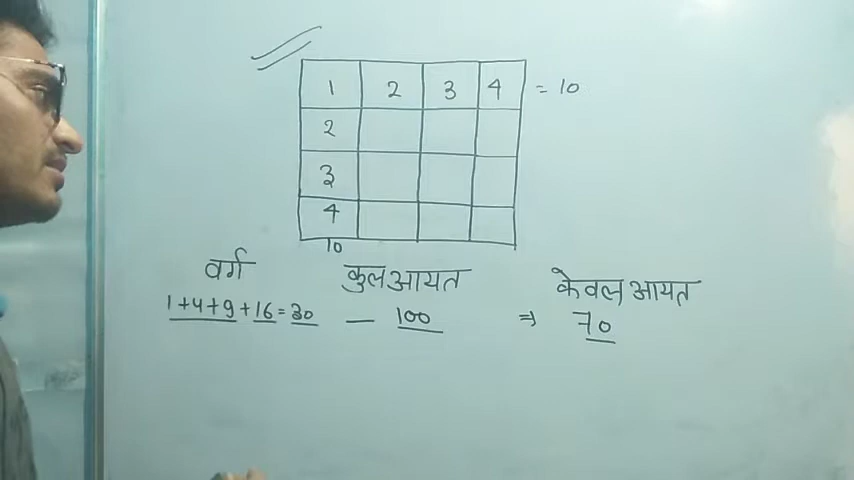 1 2 3 4 = 10
2
3
4
10
वर्ग कुल आयत केवल आयत
1+4+9+16=30 — 100 ⇒ 70